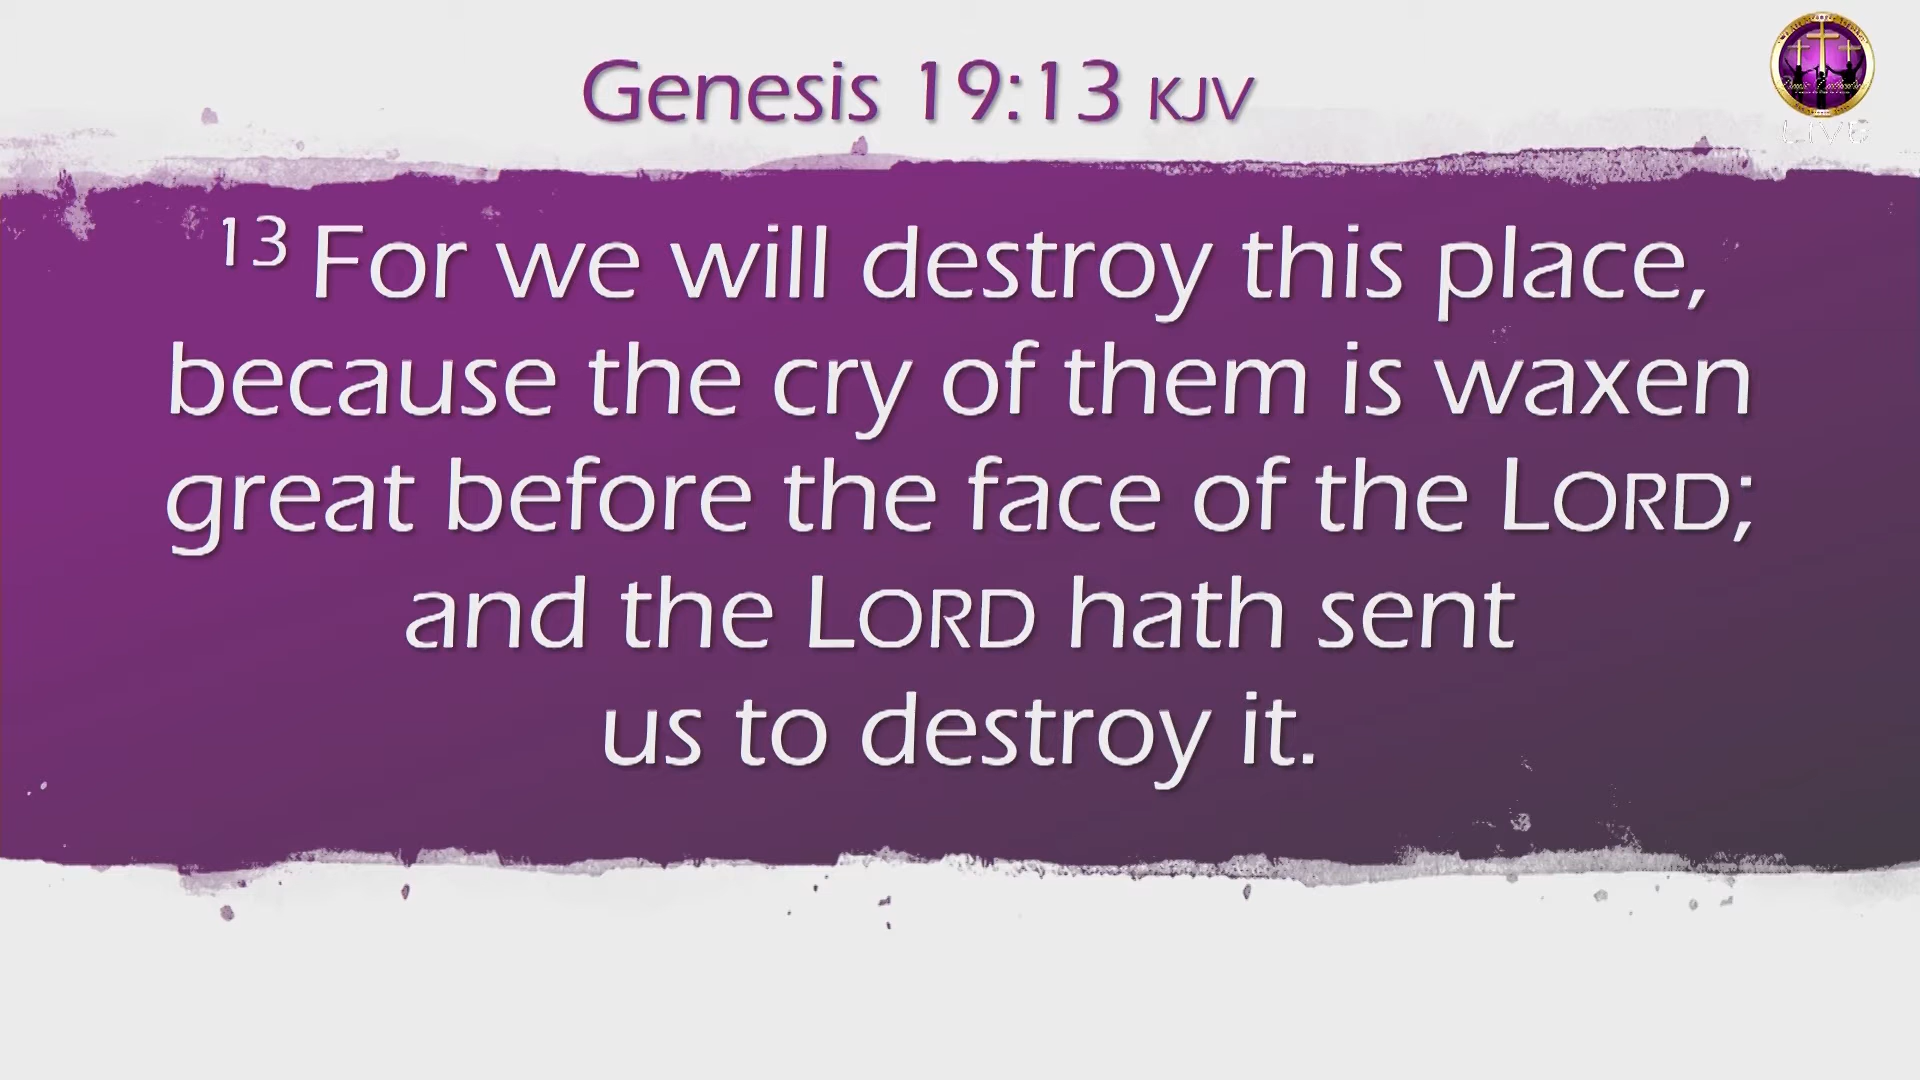 Genesis 19:13 KJV
LIVE
13 For we will destroy this place,
because the cry of them is waxen
great before the face of the LORD;
and the LORD hath sent
us to destroy it.